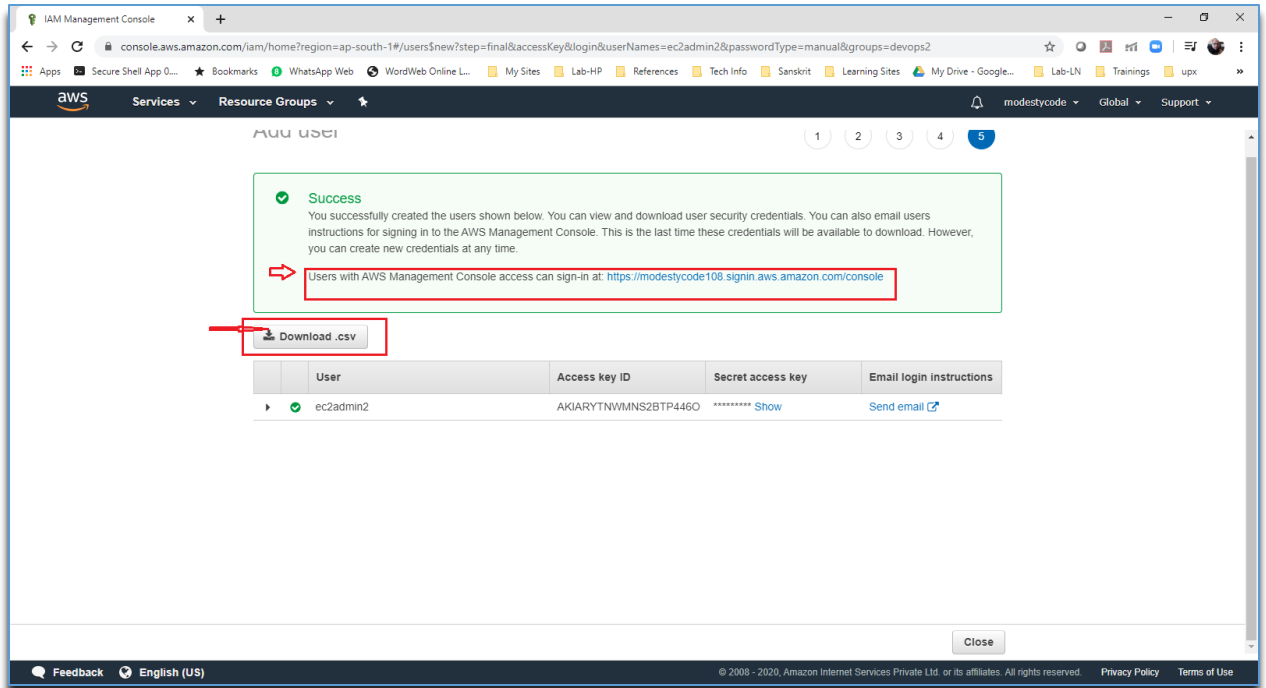 IAM Management Console
console.aws.amazon.com/iam/home?region=ap-south-1#/users$new?step=final&accessKey&login&userNames=ec2admin2&passwordType=manual&groups=devops2
Apps Secure Shell App 0.... Bookmarks WhatsApp Web WordWeb Online L... My Sites Lab-HP References Tech Info Sanskrit Learning Sites My Drive - Google... Lab-LN Trainings upx »
aws Services Resource Groups modestycode Global Support
Add user 1 2 3 4 5
Success
You successfully created the users shown below. You can view and download user security credentials. You can also email users
instructions for signing in to the AWS Management Console. This is the last time these credentials will be available to download. However,
you can create new credentials at any time.
Users with AWS Management Console access can sign-in at: https://modestycode108.signin.aws.amazon.com/console
Download .csv
User Access key ID Secret access key Email login instructions
ec2admin2 AKIARYTNWMNS2BTP446O ********* Show Send email
Close
Feedback English (US) © 2008 - 2020, Amazon Internet Services Private Ltd. or its affiliates. All rights reserved. Privacy Policy Terms of Use